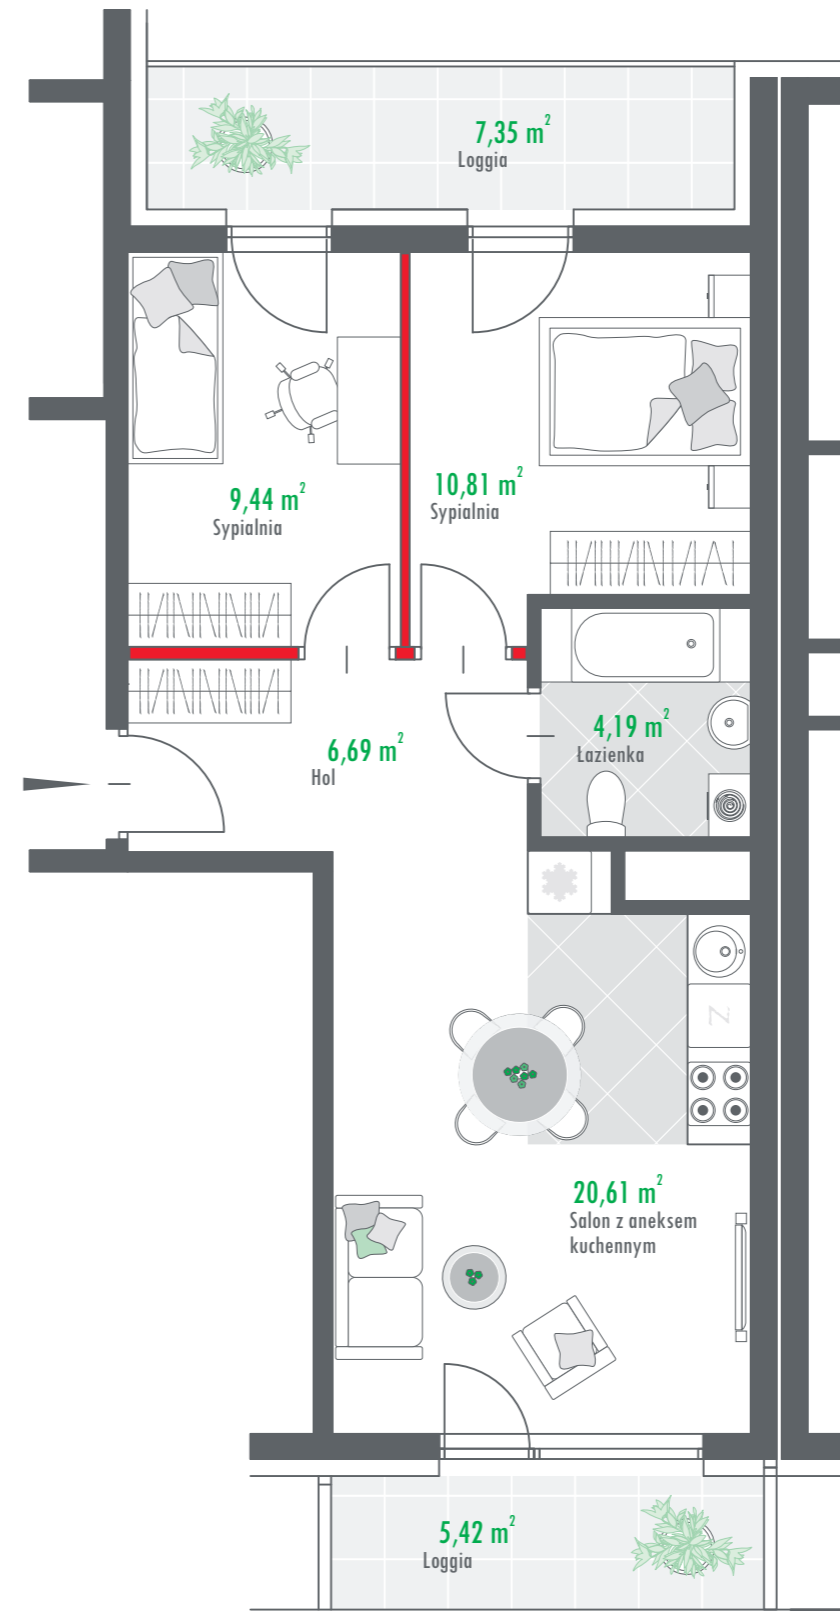 7,35 m²
Loggia
9,44 m²
Sypialnia
10,81 m²
Sypialnia
6,69 m²
Hol
4,19 m²
Łazienka
Z
20,61 m²
Salon z aneksem
kuchennym
5,42 m²
Loggia